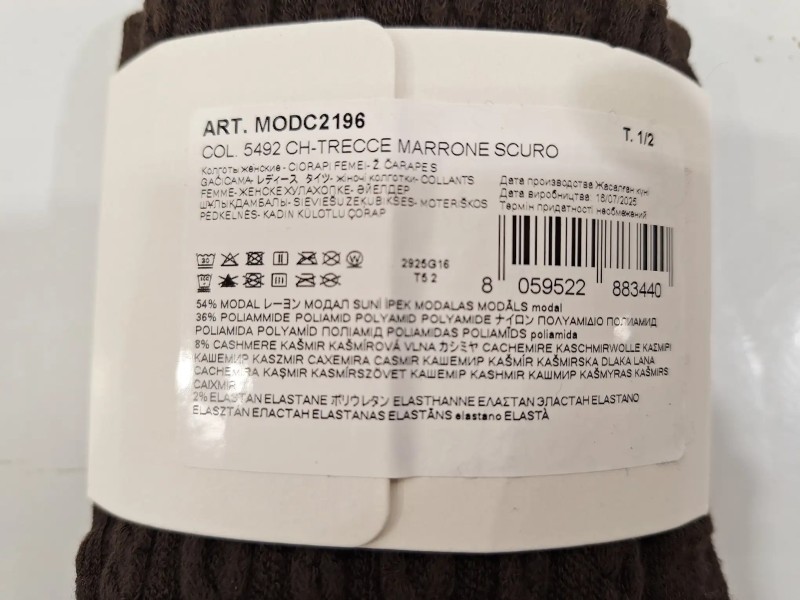 ART. MODC2196
T. 1/2
COL. 5492 CH-TRECCE MARRONE SCURO
Колготы женские - CIORAPI FEMEI- Ž. ČARAPE S
GAĆICAMA- レディース タイツ- жіночі колготки- COLLANTS
FEMME- ЖЕНСКЕ ХУЛАХОПКЕ- ӘЙЕЛДЕР
ШҰЛЫҚДАМБАЛЫ- SIEVIEŠU ZEĶUBIKSES- MOTERIŠKOS
PĖDKELNĖS- KADIN KÜLOTLU ÇORAP
Дата производства Жасалған күні
Дата виробництва: 18/07/2025
Термін придатності необмежений
2925G16
T5 2
8 059522 883440
54% MODAL レーヨン МОДАЛ SUNİ İPEK MODALAS MODĀLS modal
36% POLIAMMIDE POLIAMID POLYAMID POLYAMIDE ナイロン ΠΟΛΥΑΜΙΔΙΟ ПОЛИАМИД
POLIAMIDA POLYAMID ПОЛІАМІД POLIAMIDAS POLIAMĪDS poliamida
8% CASHMERE KAŠMIR KAŠMÍROVÁ VLNA カシミヤ CACHEMIRE KASCHMIRWOLLE ΚΑΣΜΙΡΙ
КАШЕМИР KASZMIR CAXEMIRA CAȘMIR КАШЕМИР KAŠMÍR KAŠMIRSKA DLAKA LANA
CACHEMIRA KAŞMIR KASMÍRSZÖVET КАШЕМІР KASHMIR КАШМИР KAŠMYRAS KAŠMIRS
CAIXMIR
2% ELASTAN ELASTANE ポリウレタン ELASTHANNE ΕΛΑΣΤΑΝ ЭЛАСТАН ELASTANO
ELASZTÁN ЕЛАСТАН ELASTANAS ELASTĀNS elastano ELASTÀ